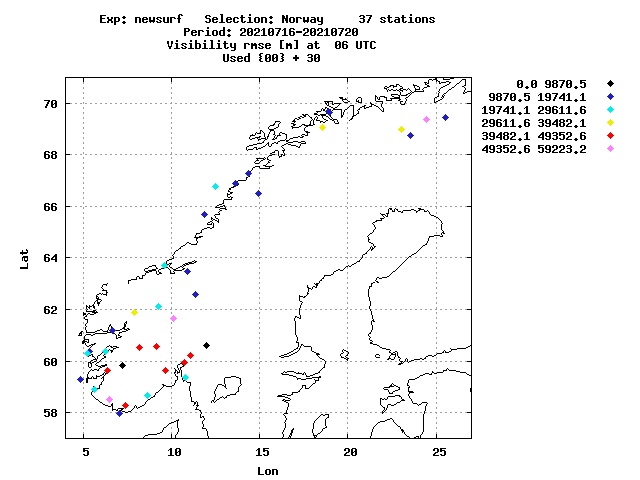 Exp: newsurf   Selection: Norway     37 stations
Period: 20210716-20210720
Visibility rmse [m] at  06 UTC
Used {00} + 30
0.0 9870.5
9870.5 19741.1
19741.1 29611.6
29611.6 39482.1
39482.1 49352.6
49352.6 59223.2
70
68
66
64
62
60
58
Lat
5 10 15 20 25
Lon